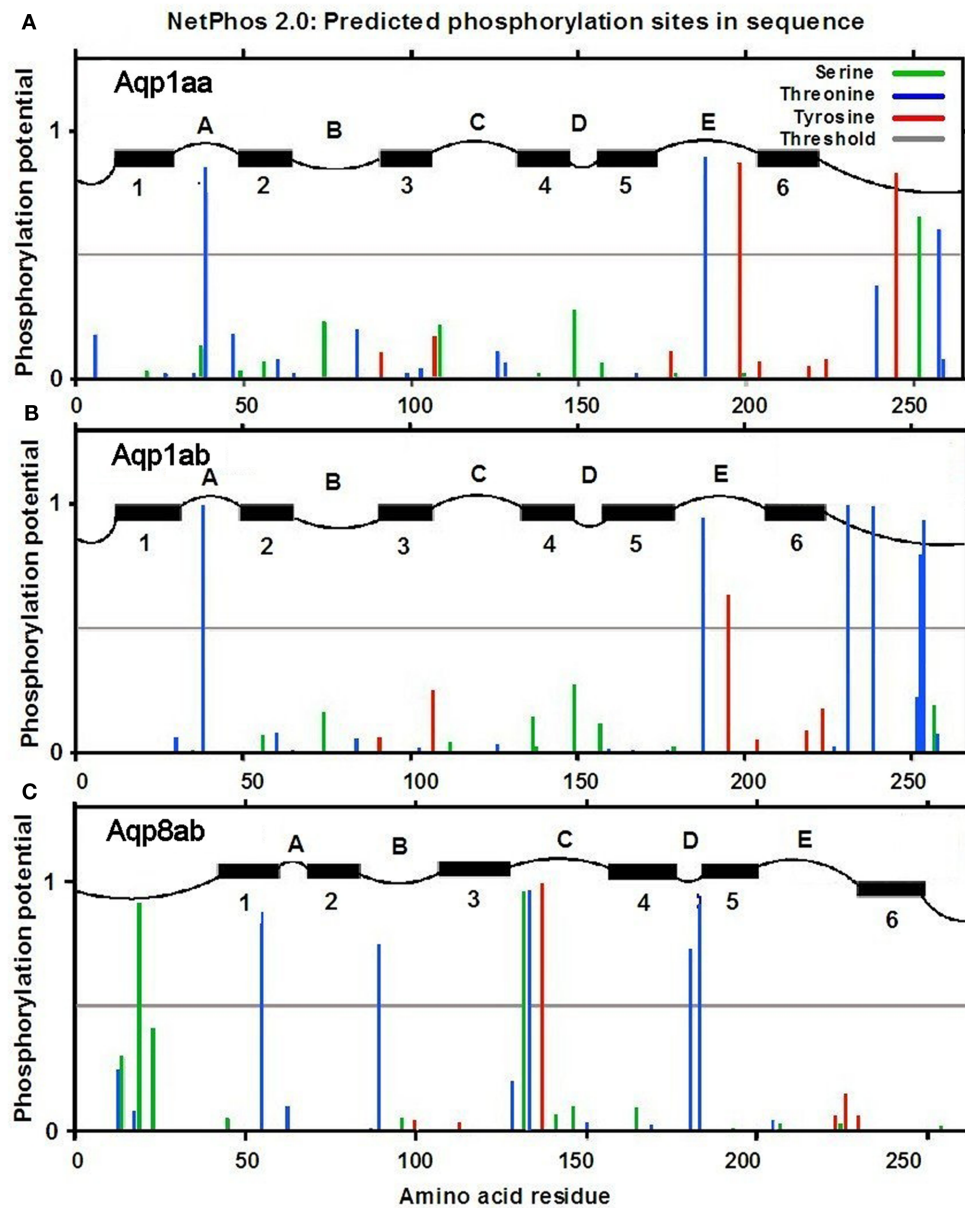 A
NetPhos 2.0: Predicted phosphorylation sites in sequence
Phosphorylation potential
Aqp1aa
Serine
Threonine
Tyrosine
Threshold
A B C D E
1
1 2 3 4 5 6
0
0 50 100 150 200 250
B
Phosphorylation potential
Aqp1ab
A B C D E
1
1 2 3 4 5 6
0
0 50 100 150 200 250
C
Phosphorylation potential
Aqp8ab
A B C D E
1
1 2 3 4 5 6
0
0 50 100 150 200 250
Amino acid residue